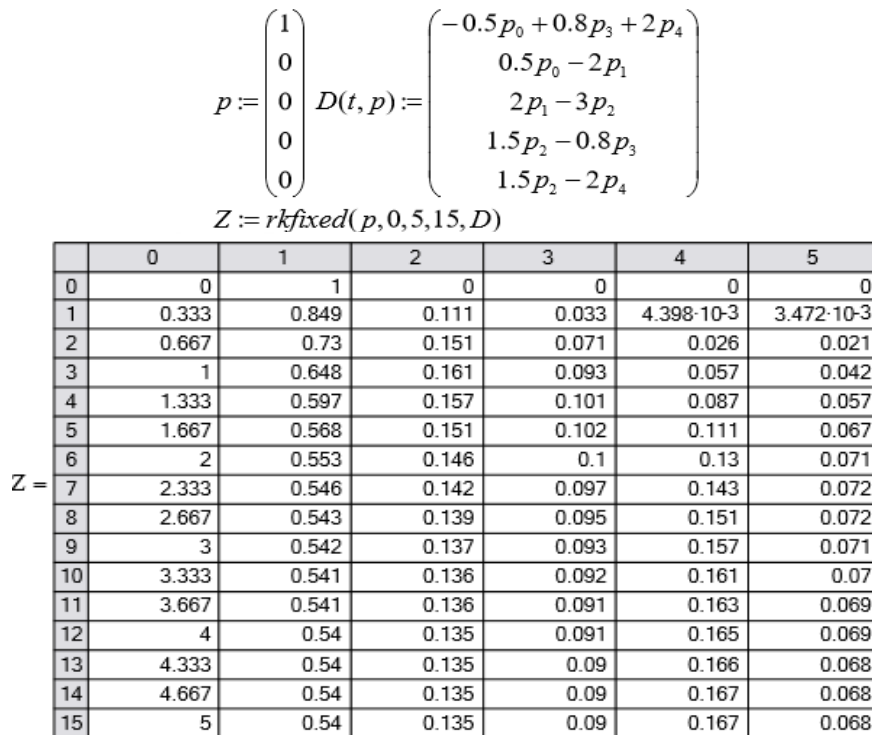 p := (1 0 0 0 0) D(t, p) := (−0.5p₀ + 0.8p₃ + 2p₄
0.5p₀ − 2p₁
2p₁ − 3p₂
1.5p₂ − 0.8p₃
1.5p₂ − 2p₄)
Z := rkfixed(p,0,5,15,D)
0 1 2 3 4 5
0 0 1 0 0 0 0
1 0.333 0.849 0.111 0.033 4.398·10-3 3.472·10-3
2 0.667 0.73 0.151 0.071 0.026 0.021
3 1 0.648 0.161 0.093 0.057 0.042
4 1.333 0.597 0.157 0.101 0.087 0.057
5 1.667 0.568 0.151 0.102 0.111 0.067
6 2 0.553 0.146 0.1 0.13 0.071
Z = 7 2.333 0.546 0.142 0.097 0.143 0.072
8 2.667 0.543 0.139 0.095 0.151 0.072
9 3 0.542 0.137 0.093 0.157 0.071
10 3.333 0.541 0.136 0.092 0.161 0.07
11 3.667 0.541 0.136 0.091 0.163 0.069
12 4 0.54 0.135 0.091 0.165 0.069
13 4.333 0.54 0.135 0.09 0.166 0.068
14 4.667 0.54 0.135 0.09 0.167 0.068
15 5 0.54 0.135 0.09 0.167 0.068